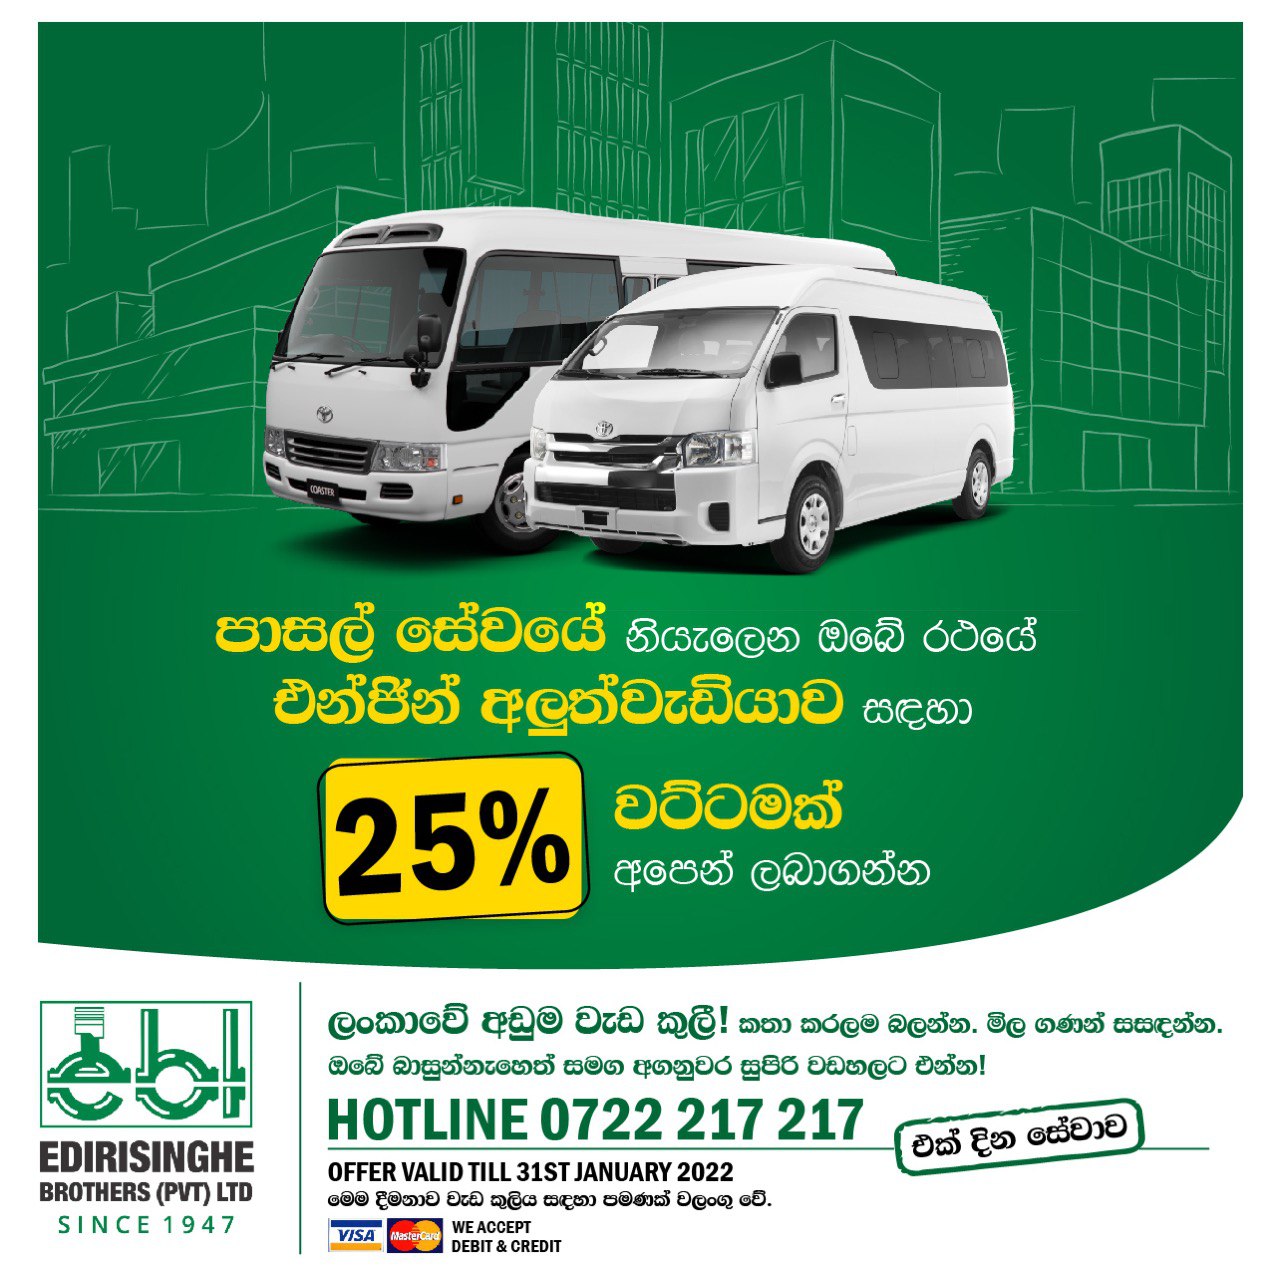 COASTER
පාසල් සේවයේ නියැලෙන ඔබේ රථයේ
එන්ජින් අලුත්වැඩියාව සඳහා
25% වට්ටමක්
අපෙන් ලබාගන්න
ebl
EDIRISINGHE
BROTHERS (PVT) LTD
SINCE 1947
ලංකාවේ අඩුම වැඩ කුලී! කතා කරලම බලන්න. මිල ගණන් සසඳන්න.
ඔබේ බාසුන්නැහෙත් සමග අගනුවර සුපිරි වඩහලට එන්න!
HOTLINE 0722 217 217
එක් දින සේවාව
OFFER VALID TILL 31ST JANUARY 2022
මෙම දීමනාව වැඩ කුලිය සඳහා පමණක් වලංගු වේ.
VISA MasterCard WE ACCEPT
DEBIT & CREDIT